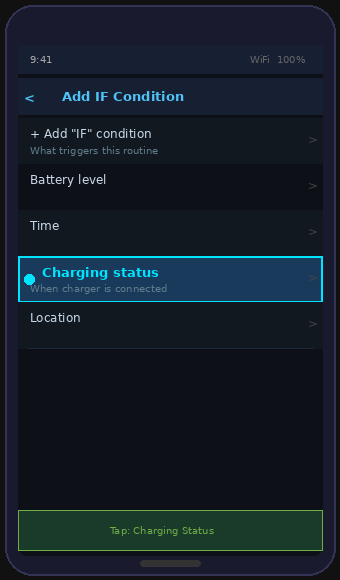 9:41 WiFi 100%
< Add IF Condition
+ Add "IF" condition >
What triggers this routine
Battery level >
Time >
Charging status >
When charger is connected
Location >
Tap: Charging Status